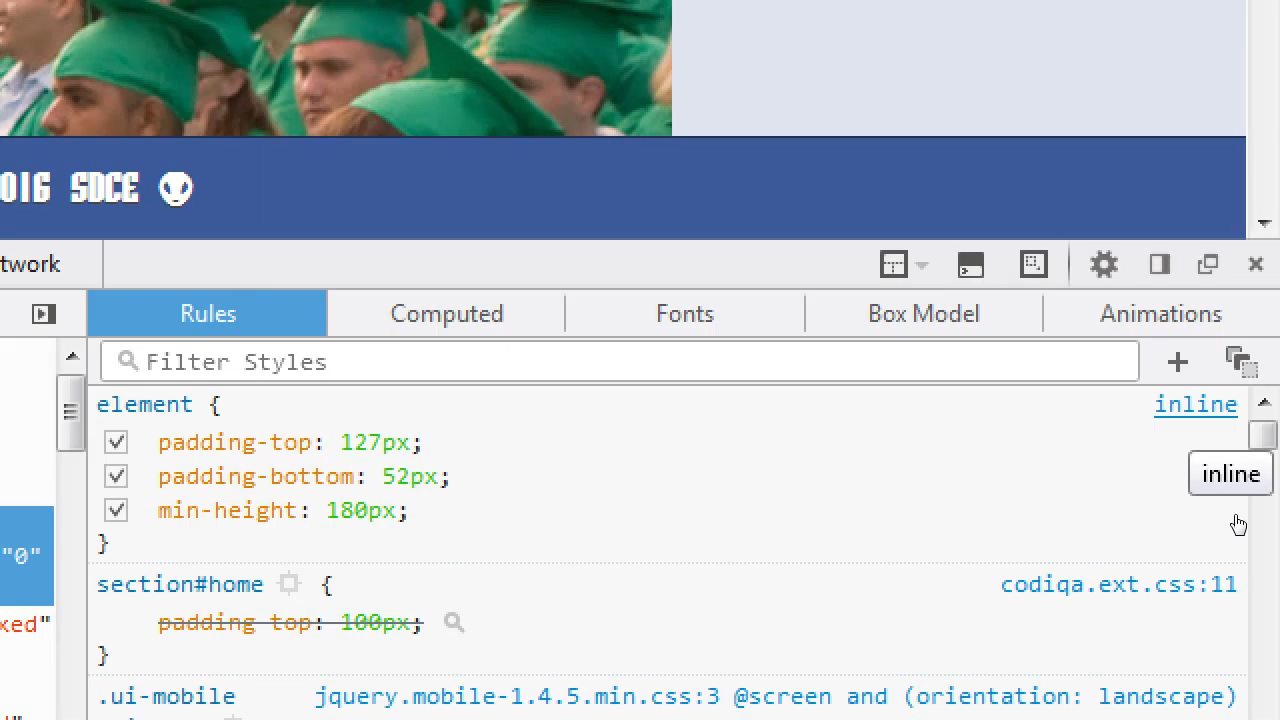 016 SDCE
twork
Rules Computed Fonts Box Model Animations
Filter Styles
element { inline
padding-top: 127px;
padding-bottom: 52px;
inline
min-height: 180px;
}
"0"
section#home { codiqa.ext.css:11
padding-top: 100px;
xed"
}
.ui-mobile jquery.mobile-1.4.5.min.css:3 @screen and (orientation: landscape)